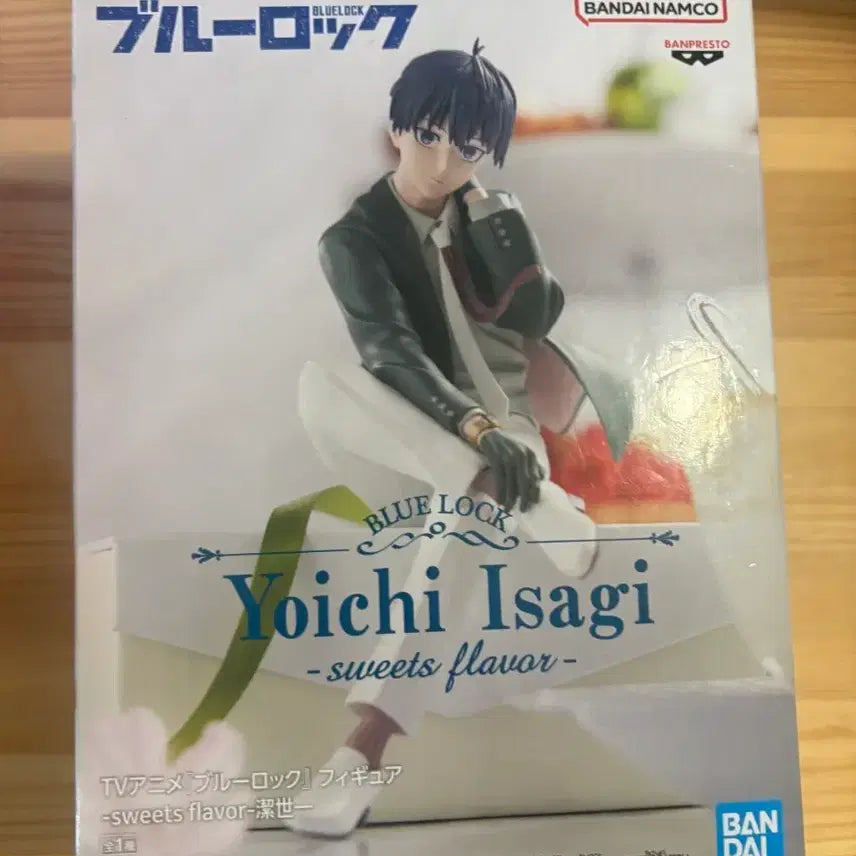 BLUELOCK
ブルーロック
BANDAI NAMCO
BANPRESTO
BLUE LOCK
Yoichi Isagi
-sweets flavor-
TVアニメ『ブルーロック』フィギュア
-sweets flavor-潔世一
全1種
BAN
DAI